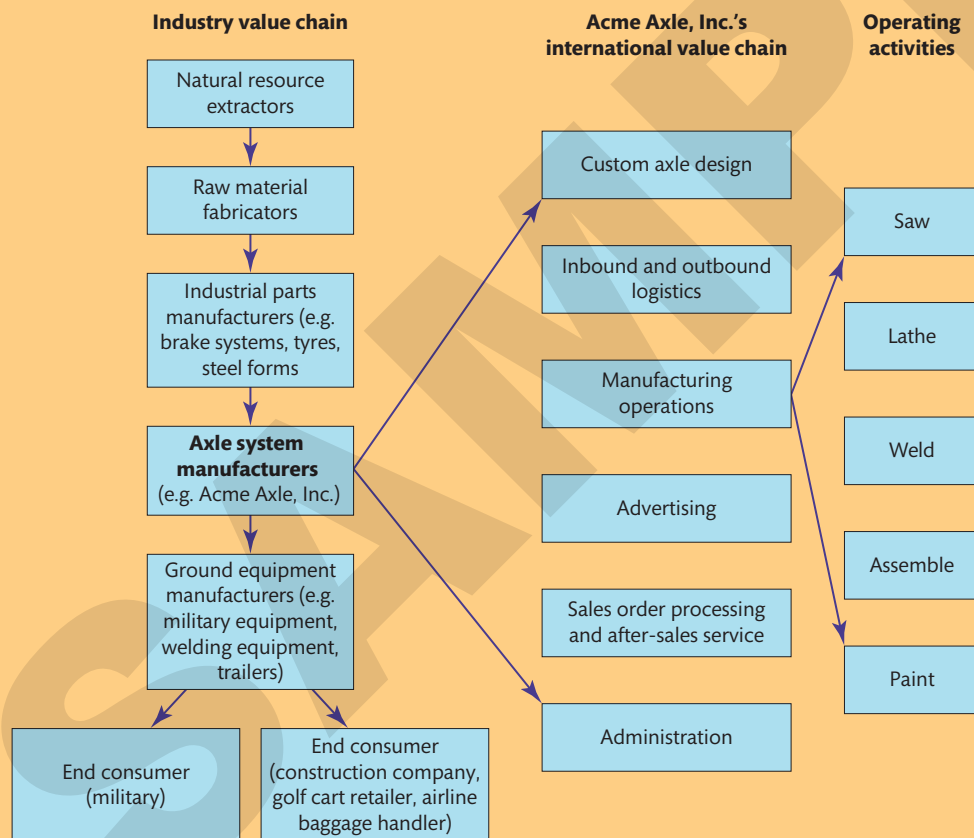 Industry value chain
Natural resource
extractors
Raw material
fabricators
Industrial parts
manufacturers (e.g.
brake systems, tyres,
steel forms
Axle system
manufacturers
(e.g. Acme Axle, Inc.)
Ground equipment
manufacturers (e.g.
military equipment,
welding equipment,
trailers)
End consumer
(military)
End consumer
(construction company,
golf cart retailer, airline
baggage handler)
Acme Axle, Inc.'s
international value chain
Custom axle design
Inbound and outbound
logistics
Manufacturing
operations
Advertising
Sales order processing
and after-sales service
Administration
Operating
activities
Saw
Lathe
Weld
Assemble
Paint
SAMP